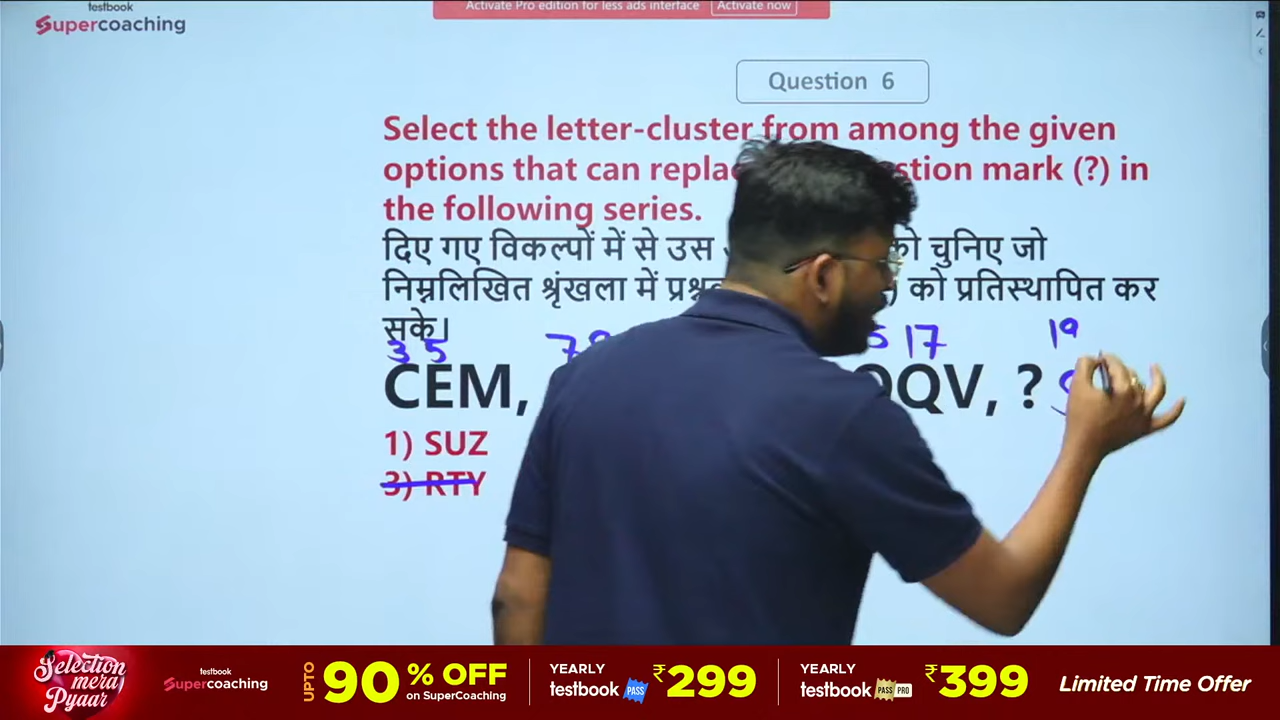 testbook
Supercoaching
Activate Pro edition for less ads interface Activate now
Question 6
Select the letter-cluster from among the given
options that can stion mark (?) in
the following series.
दिए गए विकल्पों में से उस को चुनिए जो
निम्नलिखित श्रृंखला में को प्रतिस्थापित कर
सके।
3 5 7 17 19
CEM, QV, ?
1) SUZ
3) RTY
Selection mera Pyaar
testbook
Supercoaching
UPTO 90% OFF
on SuperCoaching
YEARLY
testbook PASS
₹299
YEARLY
testbook PASS PRO
₹399
Limited Time Offer